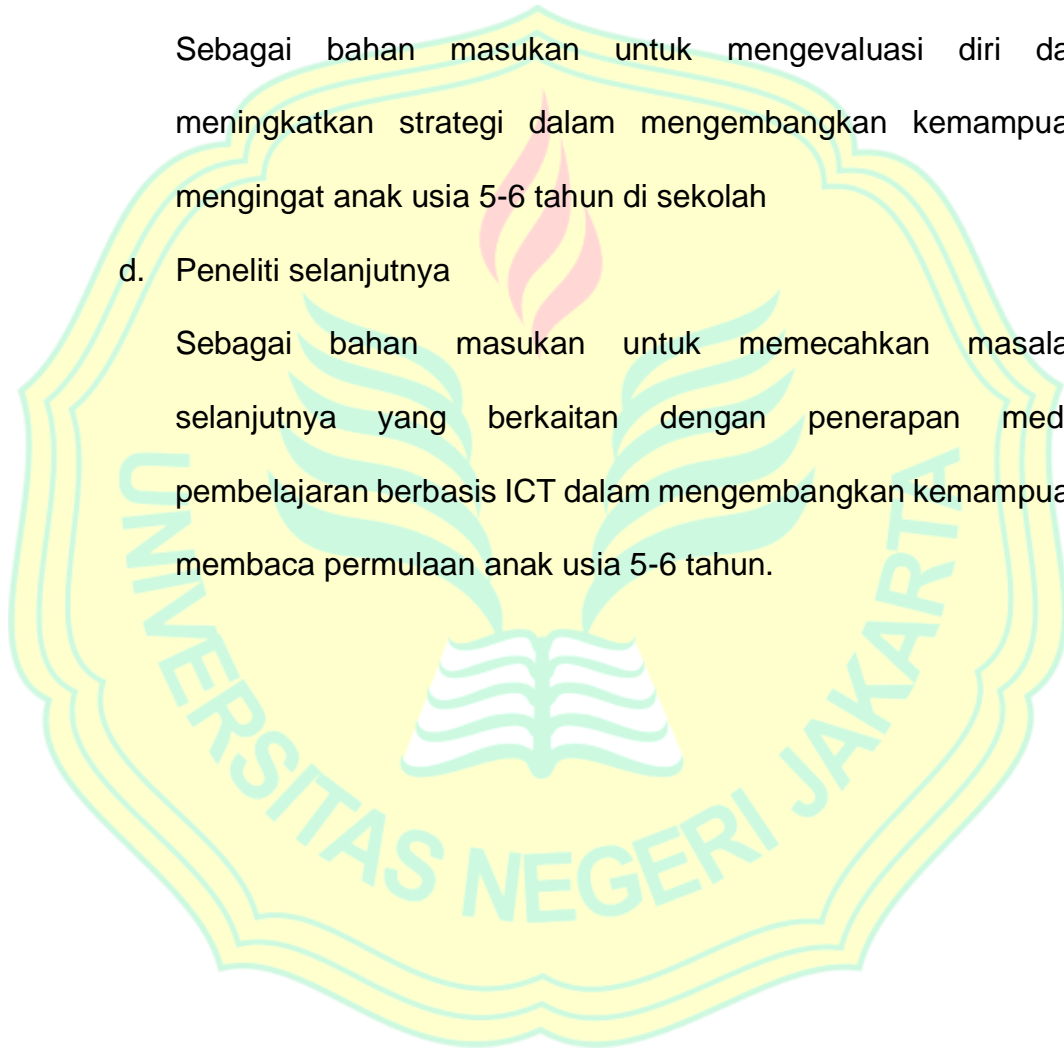 Sebagai bahan masukan untuk mengevaluasi diri da
meningkatkan strategi dalam mengembangkan kemampua
mengingat anak usia 5-6 tahun di sekolah
d. Peneliti selanjutnya
Sebagai bahan masukan untuk memecahkan masala
selanjutnya yang berkaitan dengan penerapan med
pembelajaran berbasis ICT dalam mengembangkan kemampua
membaca permulaan anak usia 5-6 tahun.
UNIVERSITAS NEGERI JAKARTA